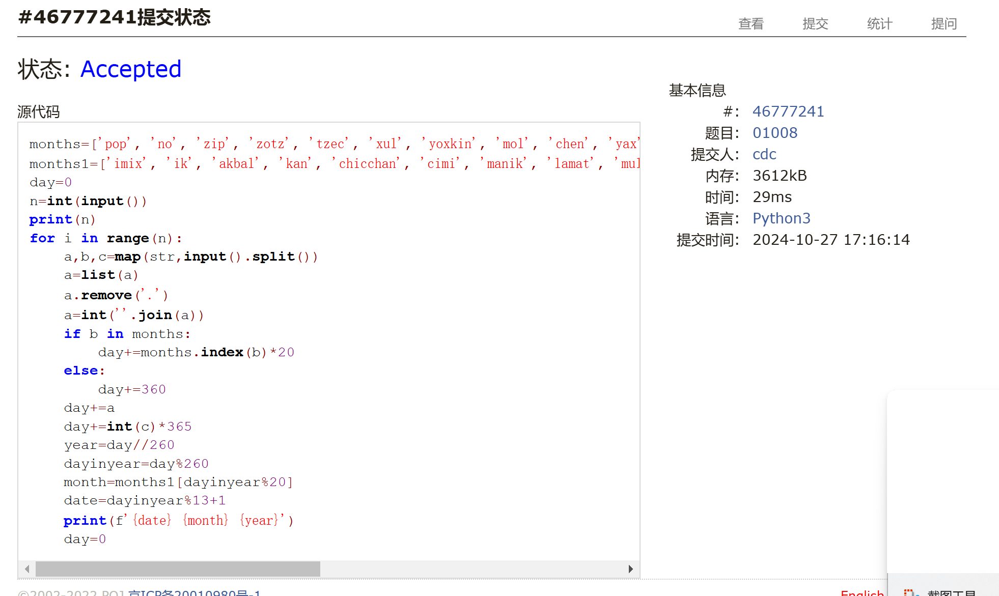 #46777241提交状态
查看 提交 统计 提问
状态: Accepted
源代码
months=['pop', 'no', 'zip', 'zotz', 'tzec', 'xul', 'yoxkin', 'mol', 'chen', 'yax'
months1=['imix', 'ik', 'akbal', 'kan', 'chicchan', 'cimi', 'manik', 'lamat', 'mul
day=0
n=int(input())
print(n)
for i in range(n):
    a,b,c=map(str,input().split())
    a=list(a)
    a.remove('.')
    a=int(''.join(a))
    if b in months:
        day+=months.index(b)*20
    else:
        day+=360
    day+=a
    day+=int(c)*365
    year=day//260
    dayinyear=day%260
    month=months1[dayinyear%20]
    date=dayinyear%13+1
    print(f'{date} {month} {year}')
    day=0
基本信息
#: 46777241
题目: 01008
提交人: cdc
内存: 3612kB
时间: 29ms
语言: Python3
提交时间: 2024-10-27 17:16:14
©2002-2022 POJ 京ICP备20010980号-1
English
截图工具